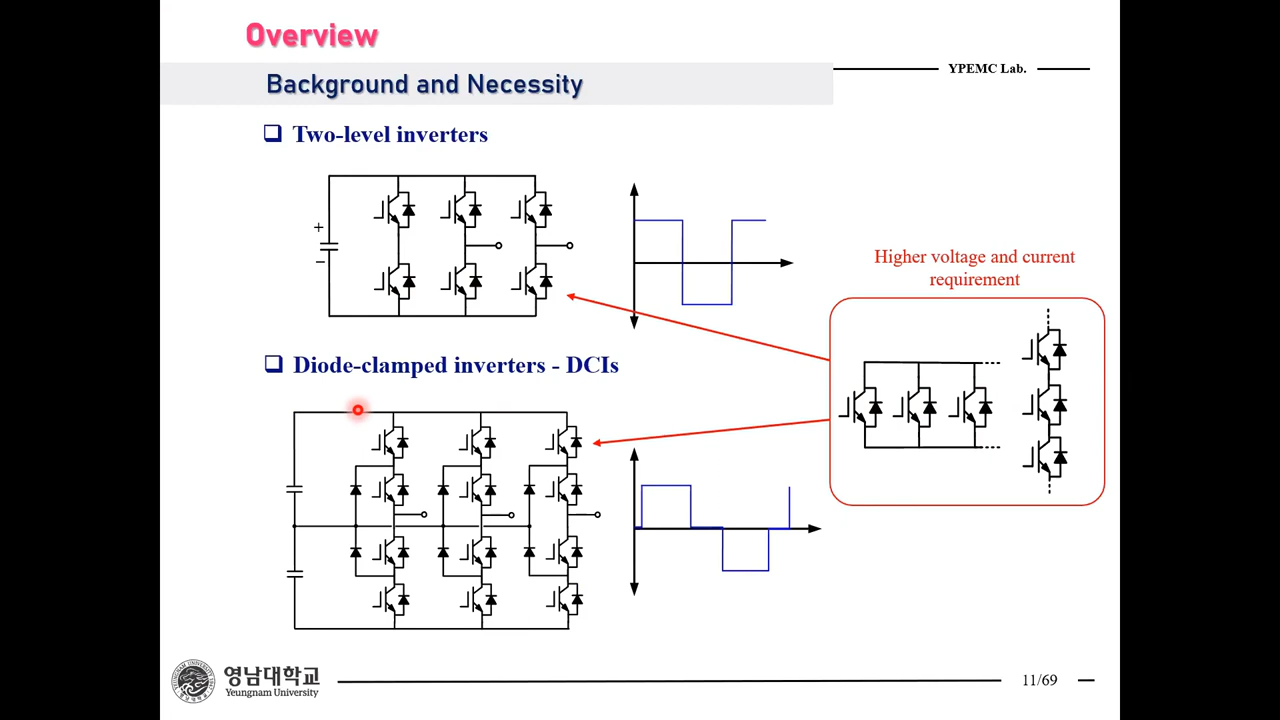 Overview
Background and Necessity
YPEMC Lab.
❑ Two-level inverters
+
−
Higher voltage and current
requirement
❑ Diode-clamped inverters - DCIs
영남대학교
Yeungnam University
11/69